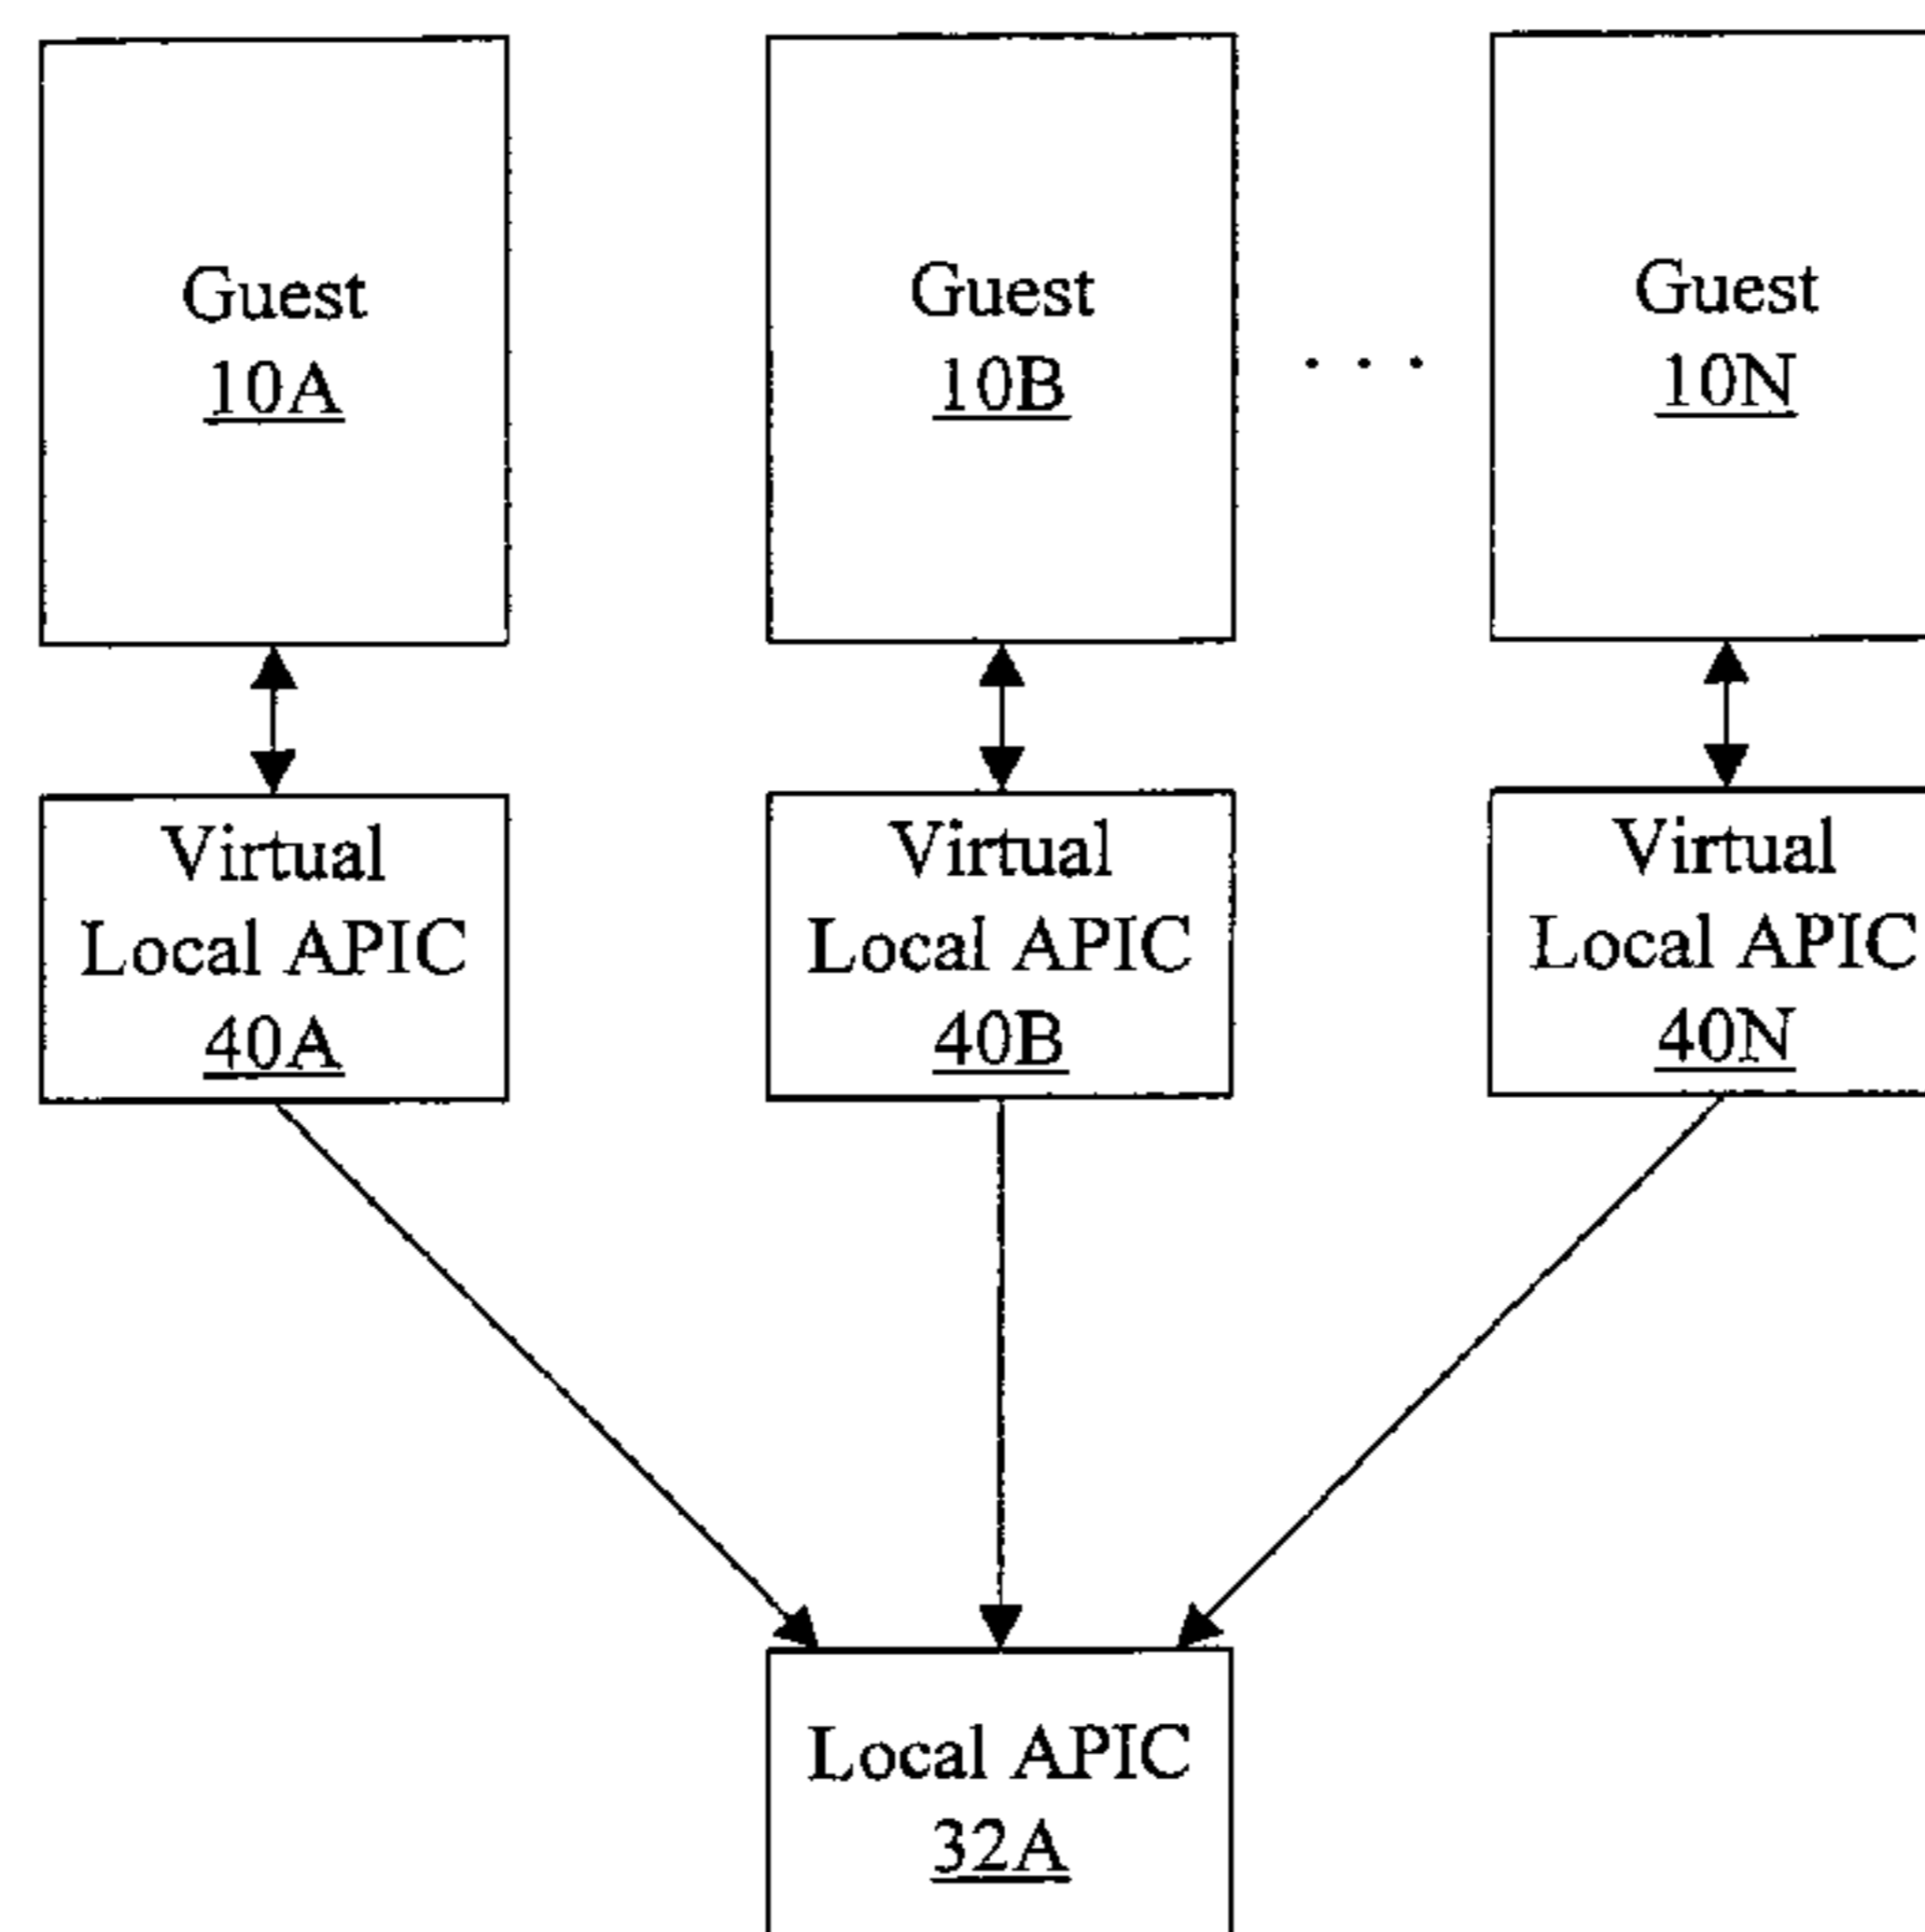 Guest
10A
Guest
10B
. . .
Guest
10N
Virtual
Local APIC
40A
Virtual
Local APIC
40B
Virtual
Local APIC
40N
Local APIC
32A